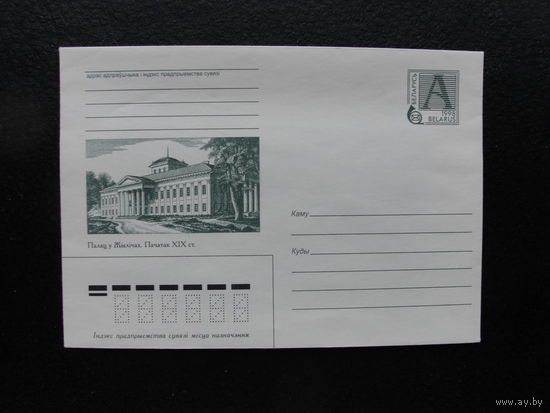 адрас адпраўшчыка і індэкс прадпрыемства сувязі
БЕЛАРУСЬ
A
1998
BELARUS
Палац у Жылічах. Пачатак XIX ст.
Каму
Куды
Індэкс прадпрыемства сувязі месца назначэння
www.ay.by